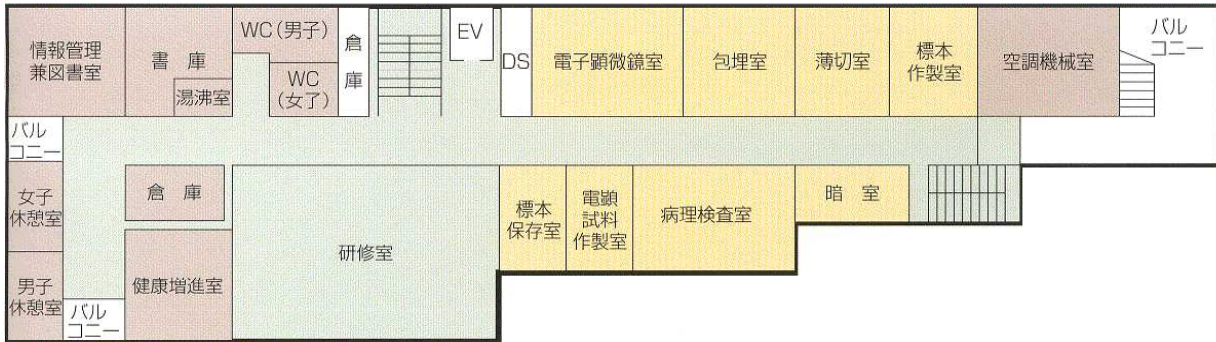 情報管理
兼図書室
書 庫
湯沸室
WC(男子)
WC
(女了)
倉
庫
EV
DS
電子顕微鏡室
包埋室
薄切室
標本
作製室
空調機械室
バル
コニー
バル
コニー
女子
休憩室
男子
休憩室
バル
コニー
倉 庫
健康増進室
研修室
標本
保存室
電顕
試料
作製室
病理検査室
暗 室